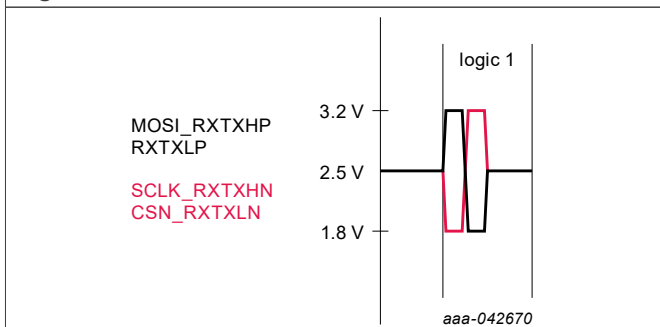 logic 1
3.2 V
MOSI_RXTXHP
RXTXLP
2.5 V
SCLK_RXTXHN
CSN_RXTXLN
1.8 V
aaa-042670